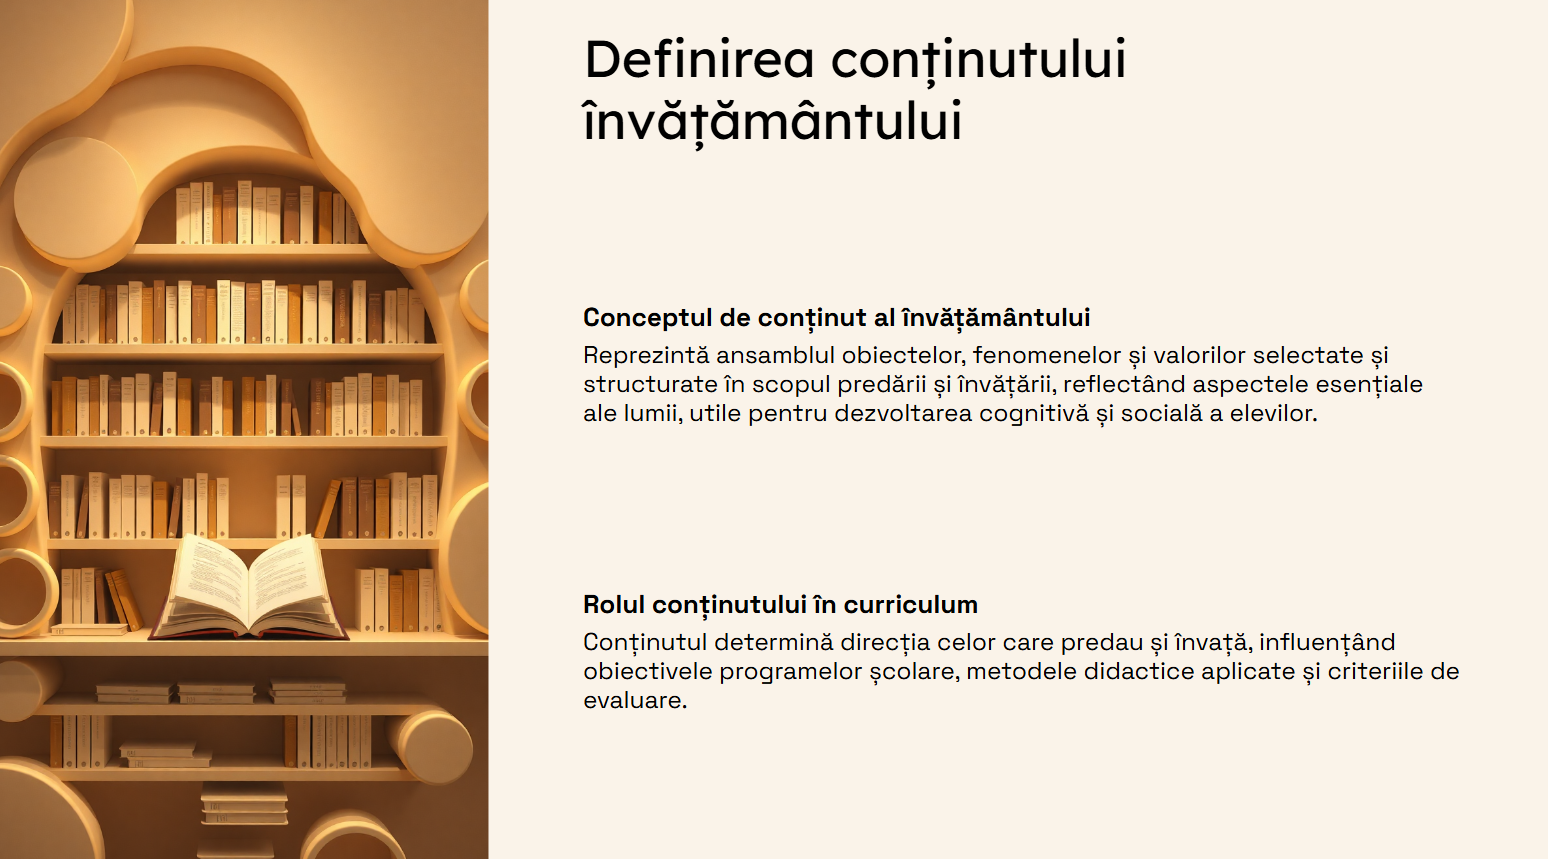 Definirea conținutului
învățământului
Conceptul de conținut al învățământului
Reprezintă ansamblul obiectelor, fenomenelor și valorilor selectate și
structurate în scopul predării și învățării, reflectând aspectele esențiale
ale lumii, utile pentru dezvoltarea cognitivă și socială a elevilor.
Rolul conținutului în curriculum
Conținutul determină direcția celor care predau și învață, influențând
obiectivele programelor școlare, metodele didactice aplicate și criteriile de
evaluare.